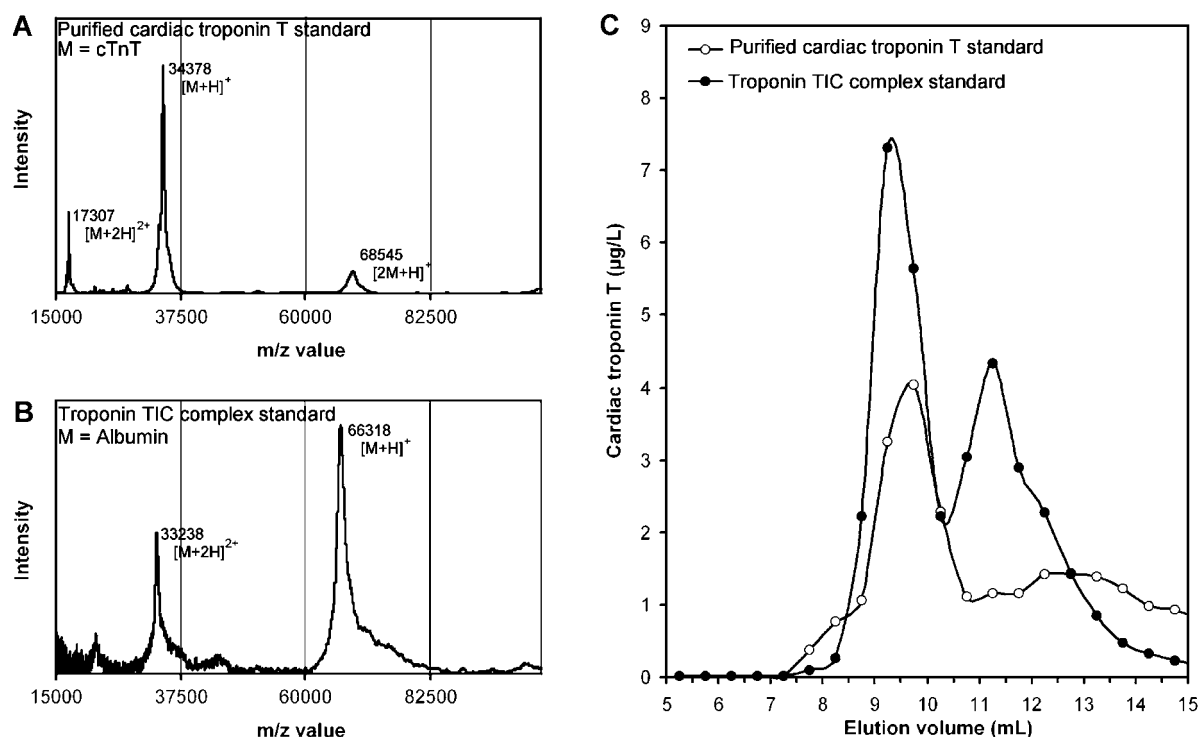 A
Purified cardiac troponin T standard
M = cTnT
34378
[M+H]+
17307
[M+2H]2+
68545
[2M+H]+
Intensity
15000 37500 60000 82500
m/z value
B
Troponin TIC complex standard
M = Albumin
66318
[M+H]+
33238
[M+2H]2+
Intensity
15000 37500 60000 82500
m/z value
C
Purified cardiac troponin T standard
Troponin TIC complex standard
Cardiac troponin T (µg/L)
9
8
7
6
5
4
3
2
1
0
5 6 7 8 9 10 11 12 13 14 15
Elution volume (mL)